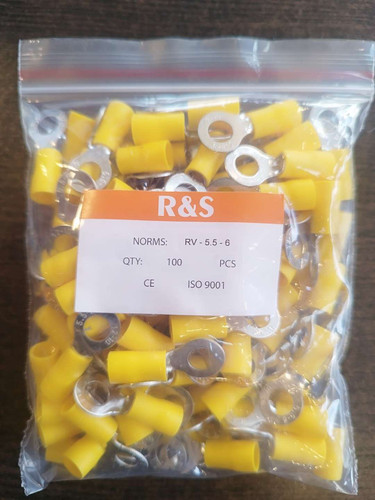 R&S
NORMS: RV - 5.5 - 6
QTY: 100 PCS
CE ISO 9001